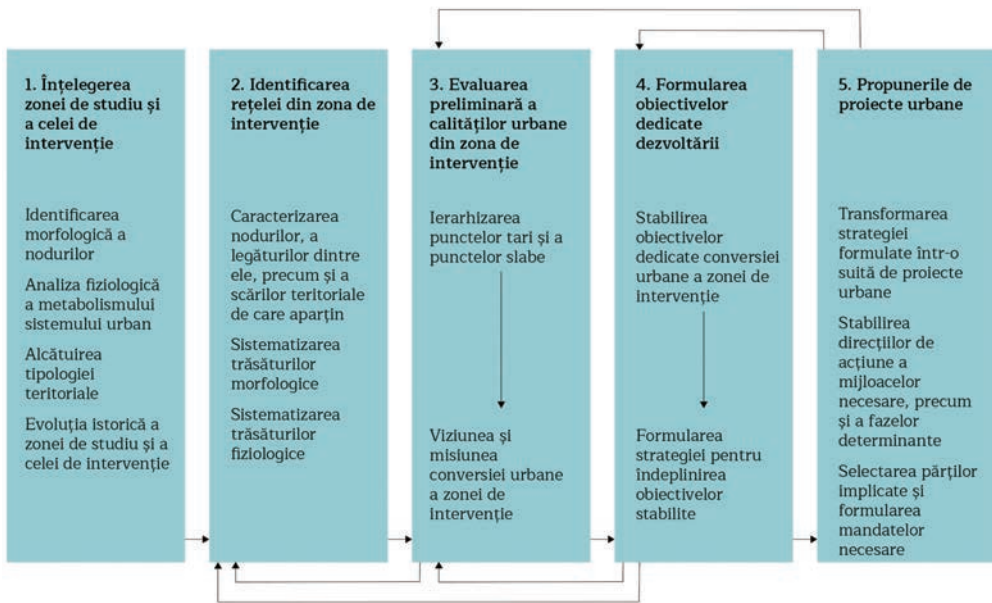 1. Înțelegerea
zonei de studiu și
a celei de
intervenție
Identificarea
morfologică a
nodurilor
Analiza fiziologică
a metabolismului
sistemului urban
Alcătuirea
tipologiei
teritoriale
Evoluția istorică a
zonei de studiu și a
celei de intervenție
2. Identificarea
rețelei din zona de
intervenție
Caracterizarea
nodurilor, a
legăturilor dintre
ele, precum și a
scărilor teritoriale
de care aparțin
Sistematizarea
trăsăturilor
morfologice
Sistematizarea
trăsăturilor
fiziologice
3. Evaluarea
preliminară a
calităților urbane
din zona de
intervenție
Ierarhizarea
punctelor tari și a
punctelor slabe
Viziunea și
misiunea
conversiei urbane
a zonei de
intervenție
4. Formularea
obiectivelor
dedicate
dezvoltării
Stabilirea
obiectivelor
dedicate conversiei
urbane a zonei de
intervenție
Formularea
strategiei pentru
îndeplinirea
obiectivelor
stabilite
5. Propunerile de
proiecte urbane
Transformarea
strategiei
formulate într-o
suită de proiecte
urbane
Stabilirea
direcțiilor de
acțiune a
mijloacelor
necesare, precum
și a fazelor
determinante
Selectarea părților
implicate și
formularea
mandatelor
necesare